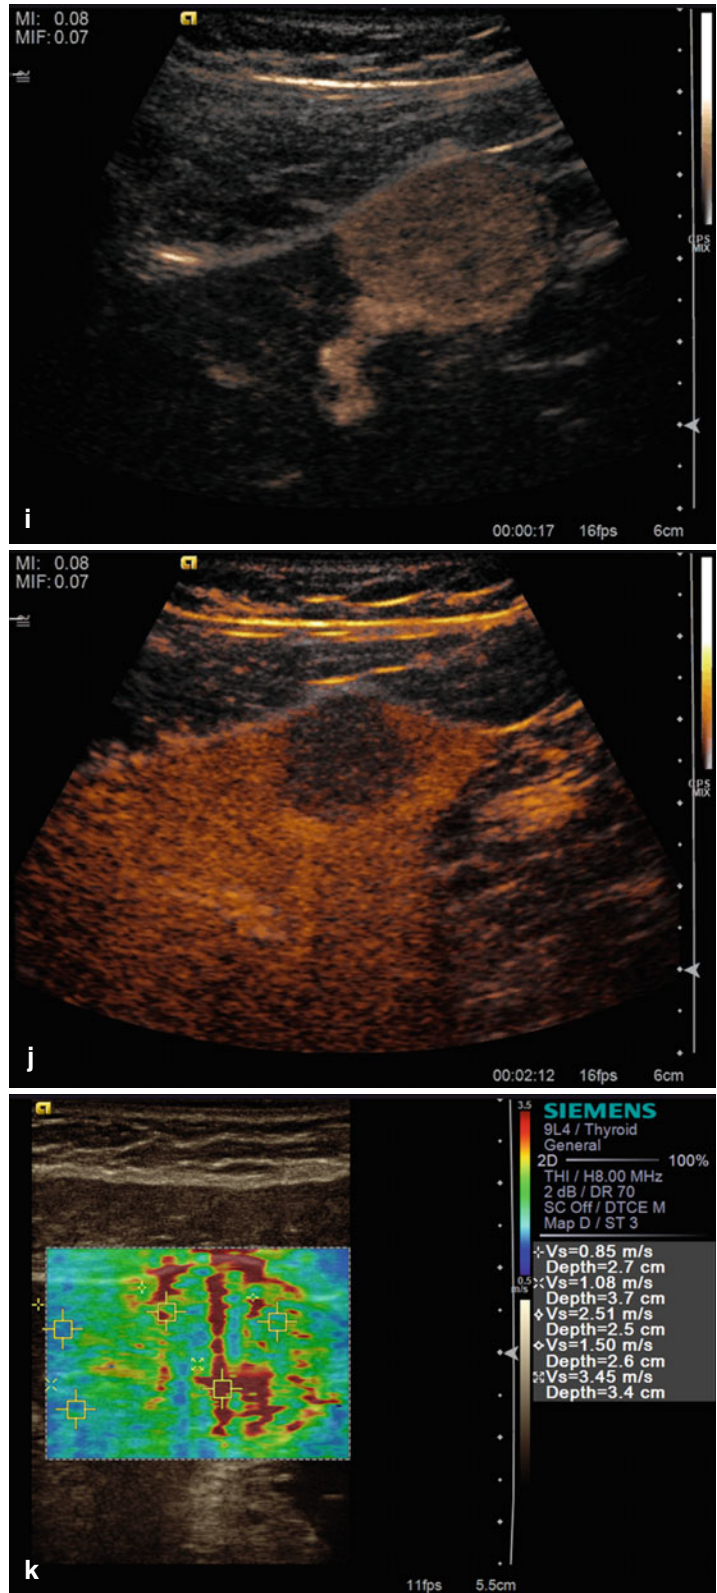 MI: 0.08
MIF: 0.07
CPS
MIX
i
00:00:17 16fps 6cm
MI: 0.08
MIF: 0.07
CPS
MIX
j
00:02:12 16fps 6cm
3.5
0.5
m/s
SIEMENS
9L4 / Thyroid
General
2D 100%
THI / H8.00 MHz
2 dB / DR 70
SC Off / DTCE M
Map D / ST 3
Vs=0.85 m/s
Depth=2.7 cm
Vs=1.08 m/s
Depth=3.7 cm
Vs=2.51 m/s
Depth=2.5 cm
Vs=1.50 m/s
Depth=2.6 cm
Vs=3.45 m/s
Depth=3.4 cm
k
11fps 5.5cm